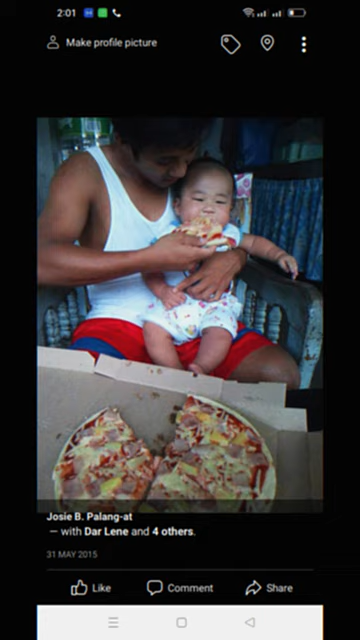 2:01
Make profile picture
Josie B. Palang-at
— with Dar Lene and 4 others.
31 MAY 2015
Like Comment Share